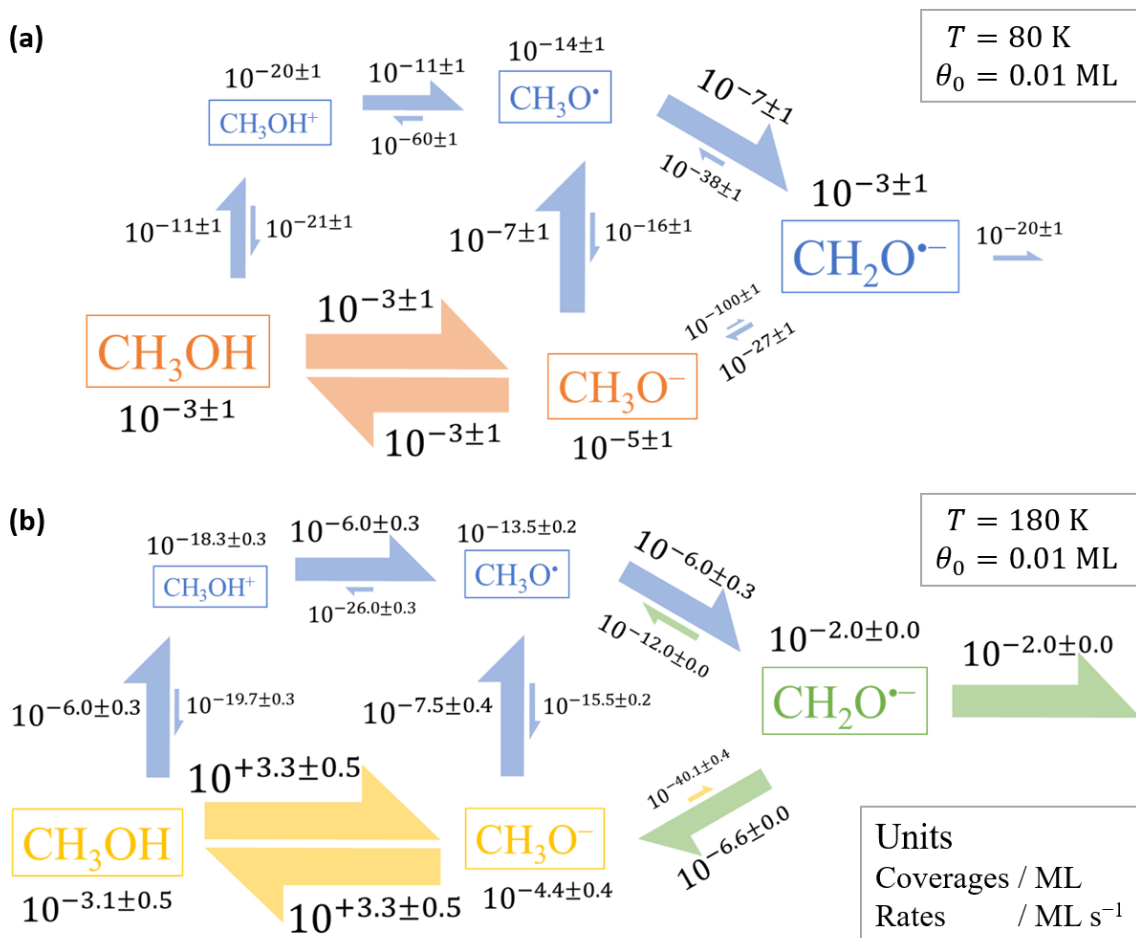 (a)
T = 80 K
θ₀ = 0.01 ML
10⁻²⁰±¹
CH₃OH⁺
10⁻¹¹±¹
10⁻⁶⁰±¹
10⁻¹⁴±¹
CH₃O•
10⁻⁷±¹
10⁻³⁸±¹
10⁻³±¹
CH₂O•⁻
10⁻²⁰±¹
10⁻¹¹±¹
10⁻²¹±¹
10⁻⁷±¹
10⁻¹⁶±¹
10⁻¹⁰⁰±¹
10⁻²⁷±¹
CH₃OH
10⁻³±¹
10⁻³±¹
10⁻³±¹
CH₃O⁻
10⁻⁵±¹
(b)
T = 180 K
θ₀ = 0.01 ML
10⁻¹⁸·³±⁰·³
CH₃OH⁺
10⁻⁶·⁰±⁰·³
10⁻²⁶·⁰±⁰·³
10⁻¹³·⁵±⁰·²
CH₃O•
10⁻⁶·⁰±⁰·³
10⁻¹²·⁰±⁰·⁰
10⁻²·⁰±⁰·⁰
CH₂O•⁻
10⁻²·⁰±⁰·⁰
10⁻⁶·⁰±⁰·³
10⁻¹⁹·⁷±⁰·³
10⁻⁷·⁵±⁰·⁴
10⁻¹⁵·⁵±⁰·²
10⁻⁴⁰·¹±⁰·⁴
10⁻⁶·⁶±⁰·⁰
CH₃OH
10⁻³·¹±⁰·⁵
10⁺³·³±⁰·⁵
10⁺³·³±⁰·⁵
CH₃O⁻
10⁻⁴·⁴±⁰·⁴
Units
Coverages / ML
Rates / ML s⁻¹